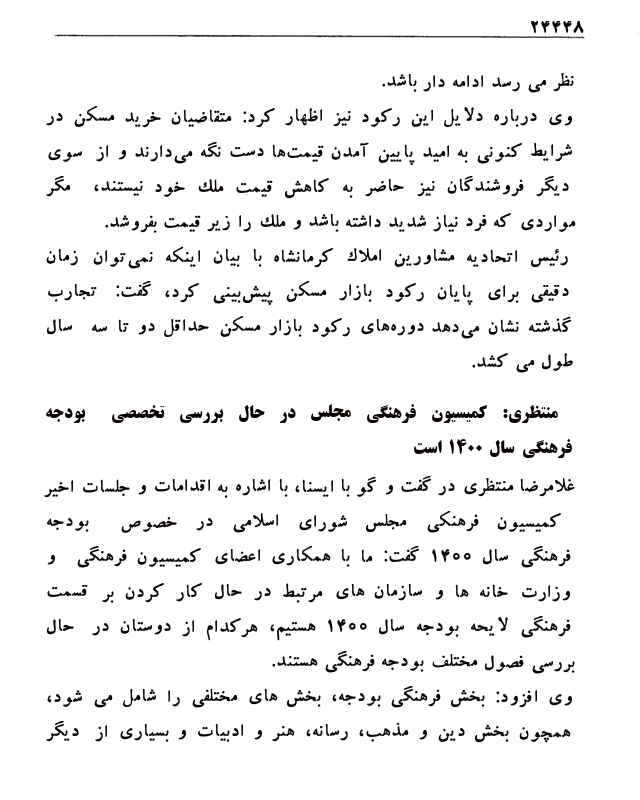 ۲۴۴۴۸
نظر می رسد ادامه دار باشد.
وی درباره دلایل این رکود نیز اظهار کرد: متقاضیان خرید مسکن در
شرایط کنونی به امید پایین آمدن قیمت‌ها دست نگه می‌دارند و از سوی
دیگر فروشندگان نیز حاضر به کاهش قیمت ملك خود نیستند، مگر
مواردی که فرد نیاز شدید داشته باشد و ملك را زیر قیمت بفروشد.
رئیس اتحادیه مشاورین املاك کرمانشاه با بیان اینکه نمی‌توان زمان
دقیقی برای پایان رکود بازار مسکن پیش‌بینی کرد، گفت: تجارب
گذشته نشان می‌دهد دوره‌های رکود بازار مسکن حداقل دو تا سه سال
طول می کشد.
منتظری: کمیسیون فرهنگی مجلس در حال بررسی تخصصی بودجه
فرهنگی سال ۱۴۰۰ است
غلامرضا منتظری در گفت و گو با ایسنا، با اشاره به اقدامات و جلسات اخیر
کمیسیون فرهنکی مجلس شورای اسلامی در خصوص بودجه
فرهنگی سال ۱۴۰۰ گفت: ما با همکاری اعضای کمیسیون فرهنگی و
وزارت خانه ها و سازمان های مرتبط در حال کار کردن بر قسمت
فرهنگی لایحه بودجه سال ۱۴۰۰ هستیم، هرکدام از دوستان در حال
بررسی فصول مختلف بودجه فرهنگی هستند.
وی افزود: بخش فرهنگی بودجه، بخش های مختلفی را شامل می شود،
همچون بخش دین و مذهب، رسانه، هنر و ادبیات و بسیاری از دیگر